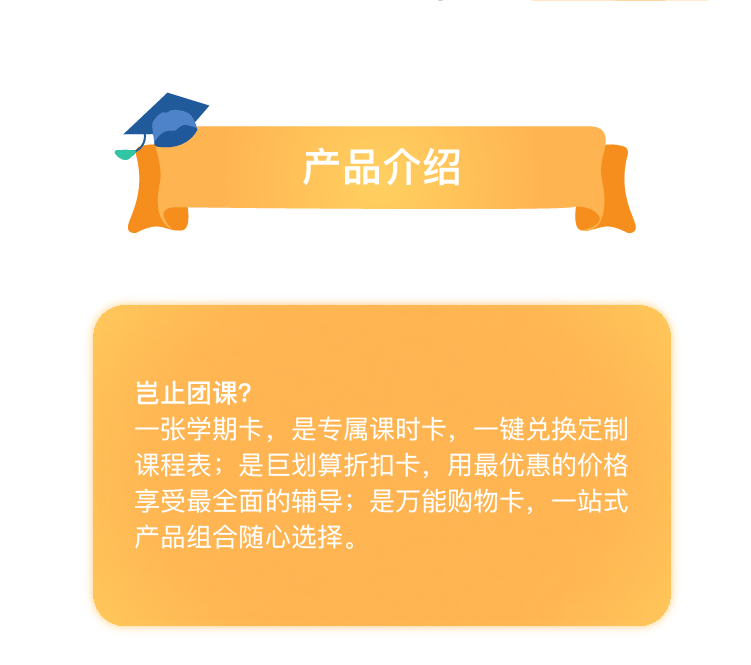 产品介绍
岂止团课?
一张学期卡，是专属课时卡，一键兑换定制
课程表；是巨划算折扣卡，用最优惠的价格
享受最全面的辅导；是万能购物卡，一站式
产品组合随心选择。